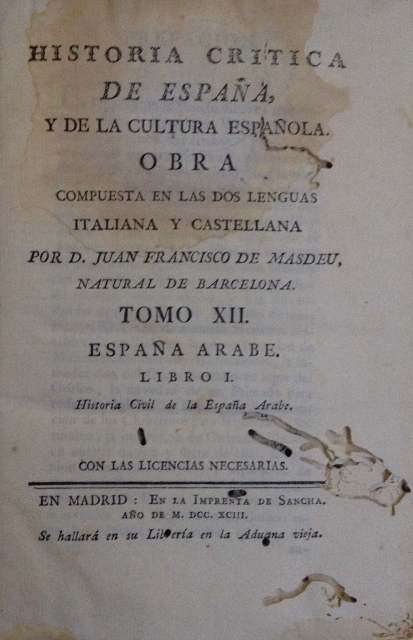 HISTORIA CRITICA
DE ESPAÑA,
Y DE LA CULTURA ESPAÑOLA.
OBRA
COMPUESTA EN LAS DOS LENGUAS
ITALIANA Y CASTELLANA
POR D. JUAN FRANCISCO DE MASDEU,
NATURAL DE BARCELONA.
TOMO XII.
ESPAÑA ARABE.
LIBRO I.
Historia Civil de la España Arabe.
CON LAS LICENCIAS NECESARIAS.
EN MADRID: EN LA IMPRENTA DE SANCHA.
AÑO DE M. DCC. XCIII.
Se hallará en su Librería en la Aduana vieja.